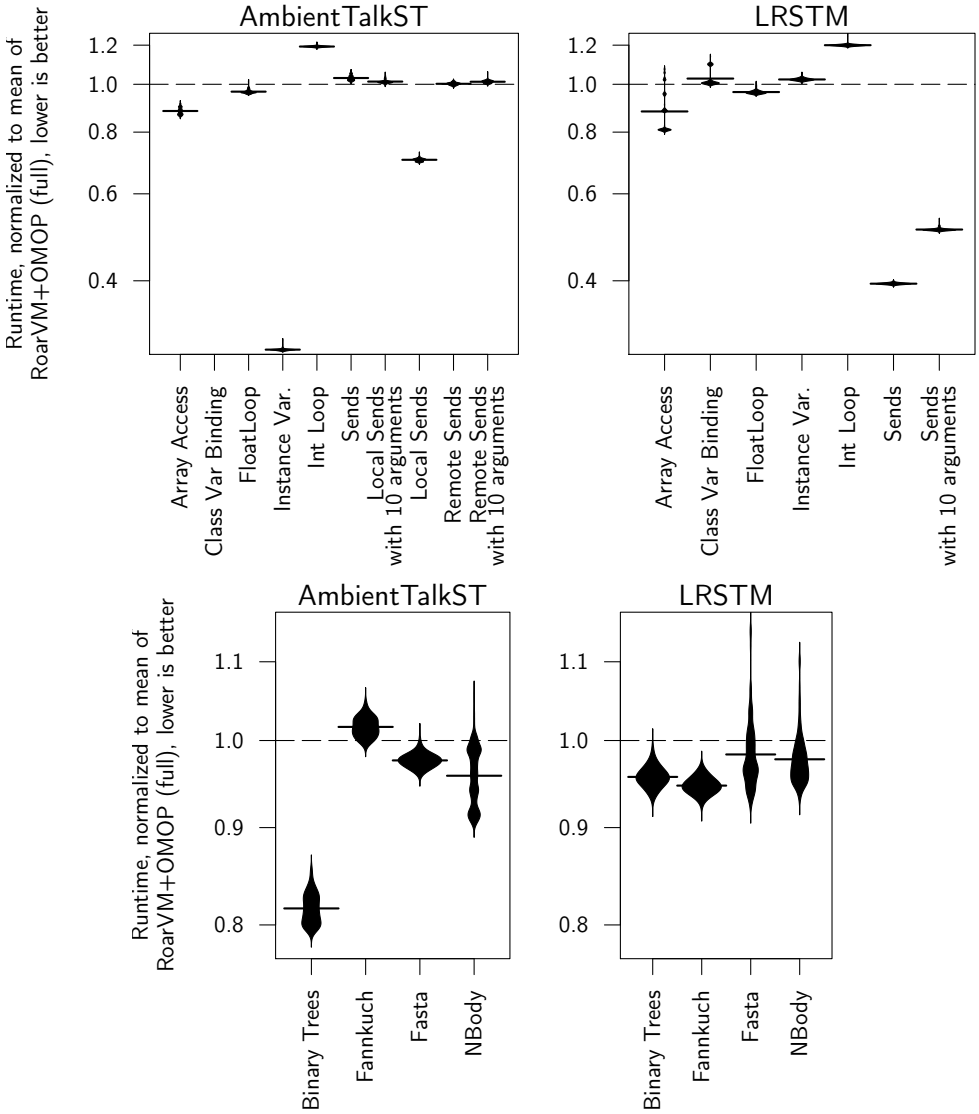 AmbientTalkST
LRSTM
Runtime, normalized to mean of
RoarVM+OMOP (full), lower is better
1.2
1.0
0.8
0.6
0.4
1.2
1.0
0.8
0.6
0.4
Array Access
Class Var Binding
FloatLoop
Instance Var.
Int Loop
Sends
Local Sends
with 10 arguments
Local Sends
Remote Sends
Remote Sends
with 10 arguments
Array Access
Class Var Binding
FloatLoop
Instance Var.
Int Loop
Sends
Sends
with 10 arguments
AmbientTalkST
LRSTM
Runtime, normalized to mean of
RoarVM+OMOP (full), lower is better
1.1
1.0
0.9
0.8
1.1
1.0
0.9
0.8
Binary Trees
Fannkuch
Fasta
NBody
Binary Trees
Fannkuch
Fasta
NBody